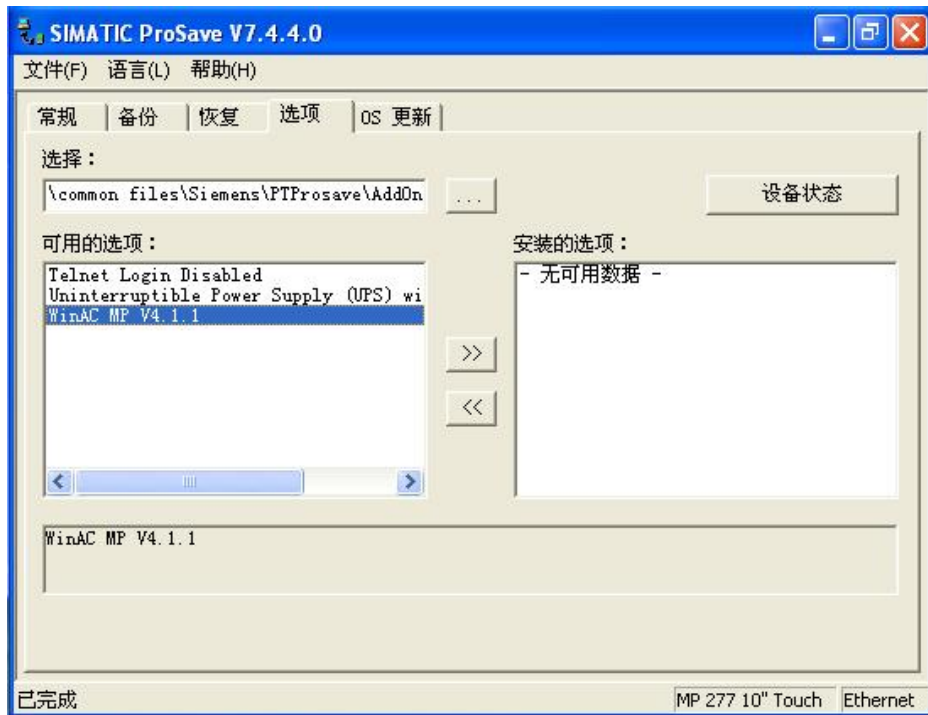 SIMATIC ProSave V7.4.4.0
文件(F) 语言(L) 帮助(H)
常规 备份 恢复 选项 OS 更新
选择：
\common files\Siemens\PTProsave\AddOn ... 设备状态
可用的选项： 安装的选项：
Telnet Login Disabled - 无可用数据 -
Uninterruptible Power Supply (UPS) wi
WinAC MP V4.1.1
>>
<<
WinAC MP V4.1.1
已完成 MP 277 10" Touch Ethernet